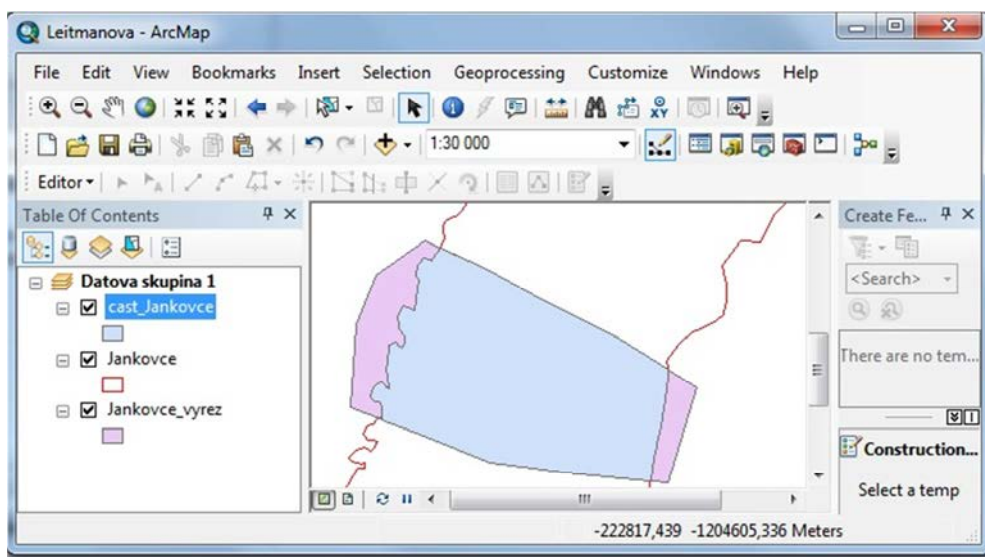 Leitmanova - ArcMap
File Edit View Bookmarks Insert Selection Geoprocessing Customize Windows Help
1:30 000
Editor
Table Of Contents
Create Fe...
Datova skupina 1
cast_Jankovce
Jankovce
Jankovce_vyrez
<Search>
There are no tem...
Construction...
Select a temp
-222817,439 -1204605,336 Meters